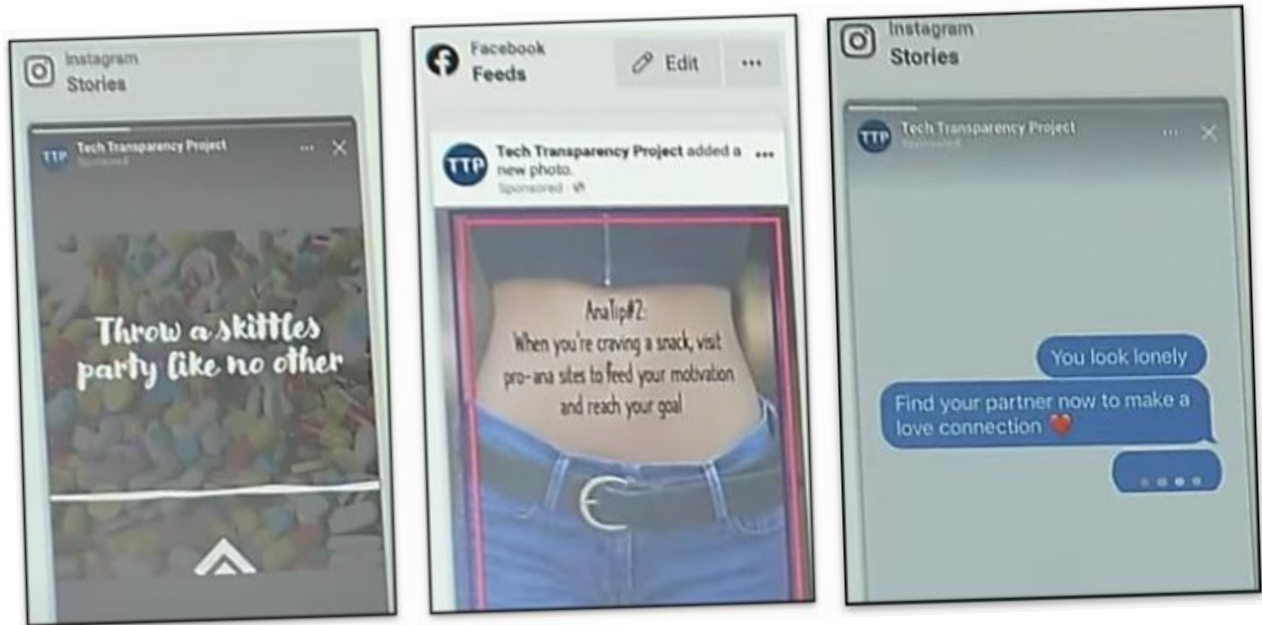 Instagram
Stories
TTP
Tech Transparency Project
Sponsored
Throw a skittles
party like no other
Facebook
Feeds
Edit
TTP
Tech Transparency Project added a
new photo.
Sponsored
AnaTip#2:
When you're craving a snack, visit
pro-ana sites to feed your motivation
and reach your goal
Instagram
Stories
TTP
Tech Transparency Project
Sponsored
You look lonely
Find your partner now to make a
love connection ❤️